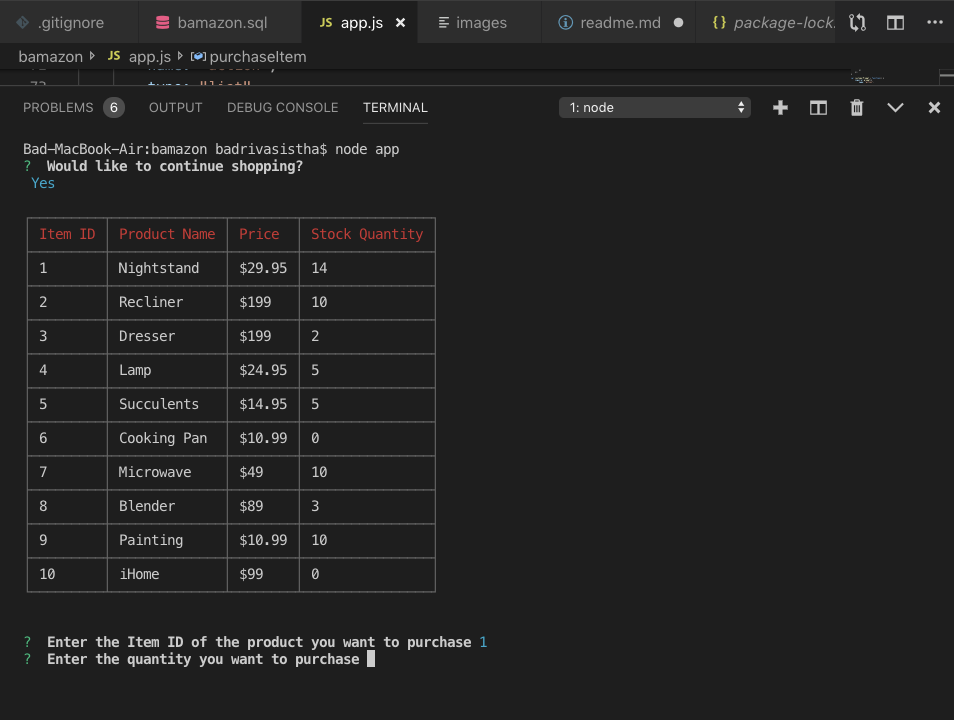 .gitignore bamazon.sql JS app.js images readme.md {} package-lock.
bamazon JS app.js purchaseItem
type: "list"
PROBLEMS 6 OUTPUT DEBUG CONSOLE TERMINAL 1: node
Bad-MacBook-Air:bamazon badrivasistha$ node app
? Would like to continue shopping?
Yes
Item ID Product Name Price Stock Quantity
1 Nightstand $29.95 14
2 Recliner $199 10
3 Dresser $199 2
4 Lamp $24.95 5
5 Succulents $14.95 5
6 Cooking Pan $10.99 0
7 Microwave $49 10
8 Blender $89 3
9 Painting $10.99 10
10 iHome $99 0
? Enter the Item ID of the product you want to purchase 1
? Enter the quantity you want to purchase